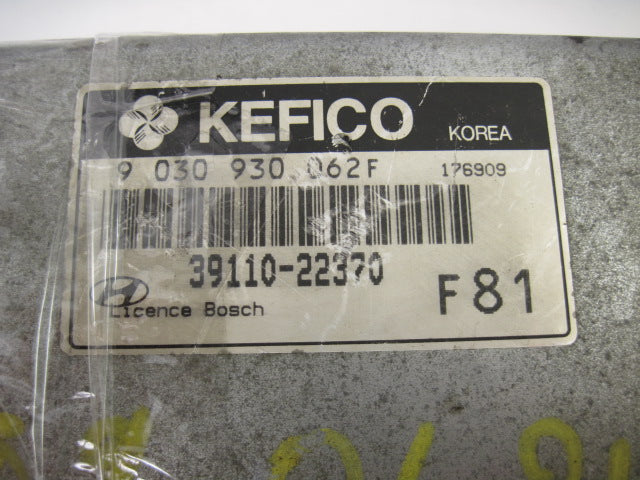 KEFICO KOREA
9 030 930 062F 176909
39110-22370
F81
Licence Bosch